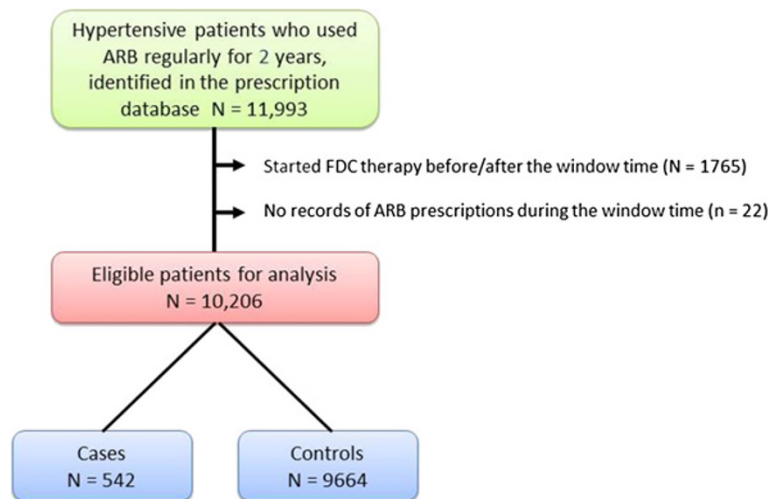 Hypertensive patients who used
ARB regularly for 2 years,
identified in the prescription
database N = 11,993
Started FDC therapy before/after the window time (N = 1765)
No records of ARB prescriptions during the window time (n = 22)
Eligible patients for analysis
N = 10,206
Cases
N = 542
Controls
N = 9664